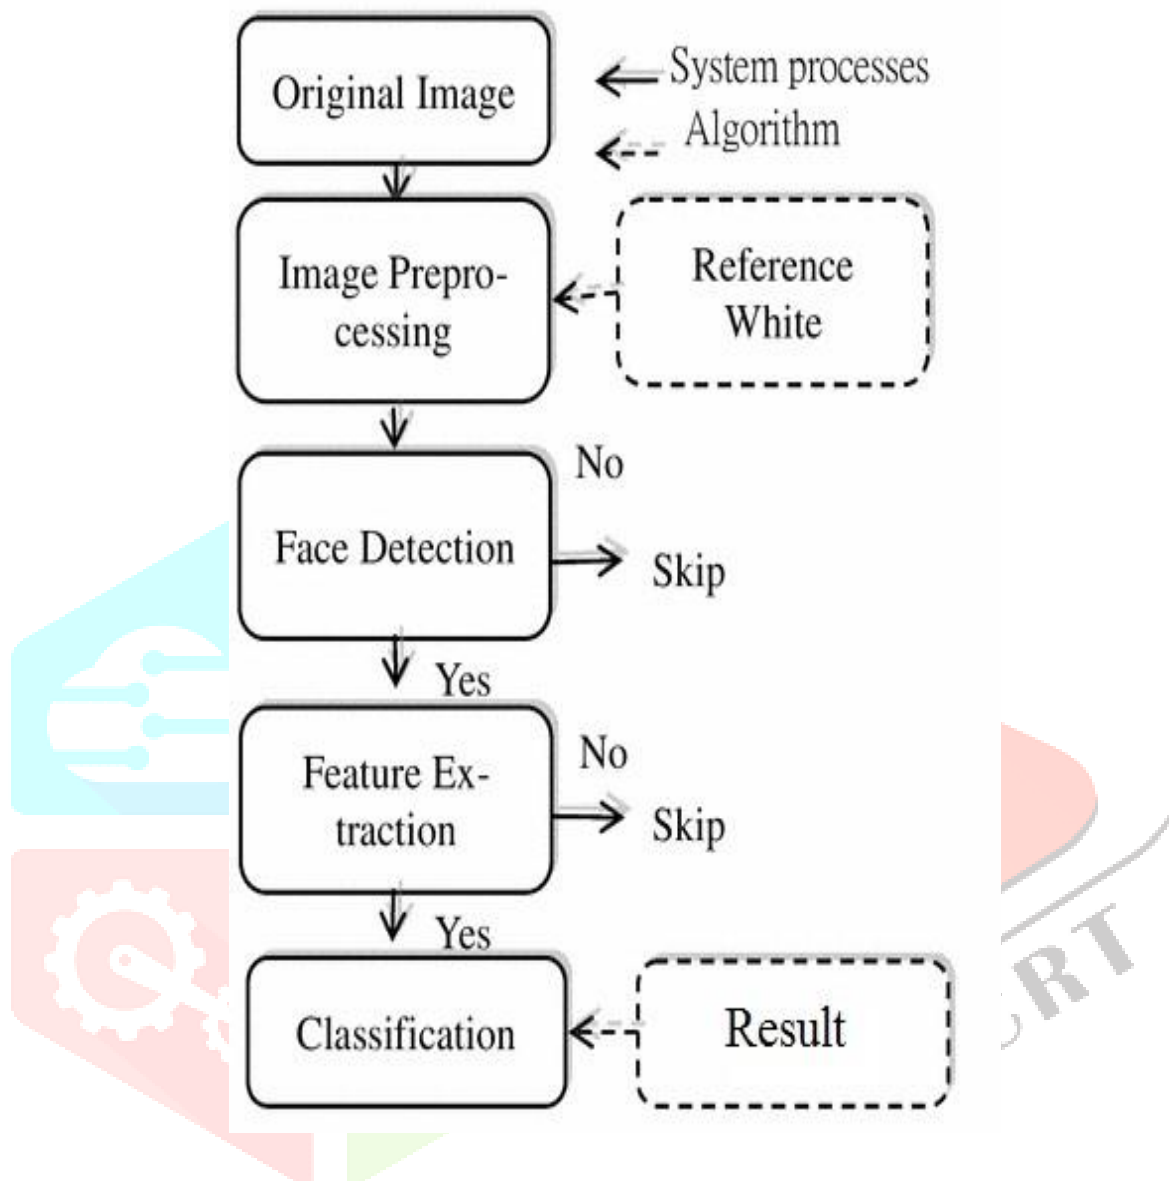 Original Image
System processes
Algorithm
Image Prepro-
cessing
Reference
White
No
Face Detection
Skip
Yes
Feature Ex-
traction
No
Skip
Yes
Classification
Result
CRT